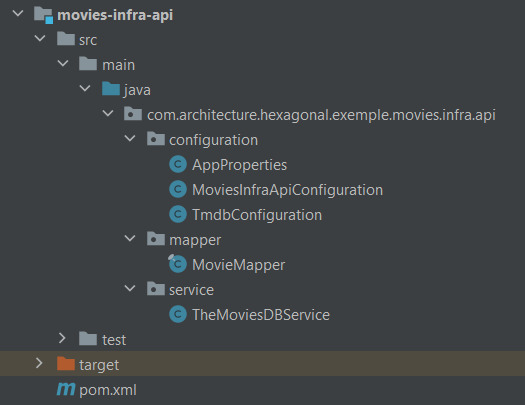 movies-infra-api
src
main
java
com.architecture.hexagonal.exemple.movies.infra.api
configuration
AppProperties
MoviesInfraApiConfiguration
TmdbConfiguration
mapper
MovieMapper
service
TheMoviesDBService
test
target
pom.xml